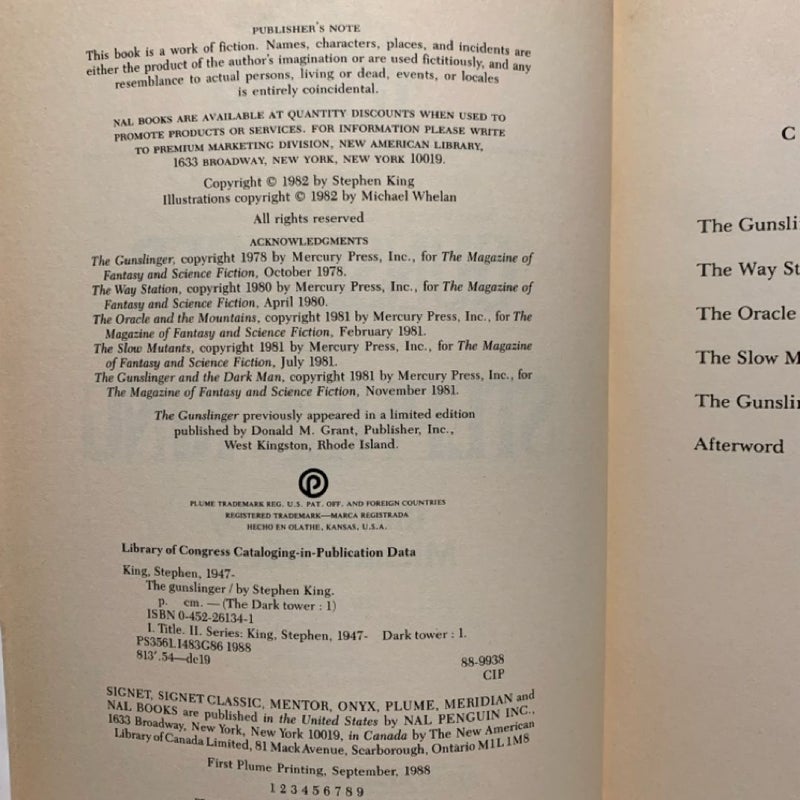 PUBLISHER'S NOTE
This book is a work of fiction. Names, characters, places, and incidents are
either the product of the author's imagination or are used fictitiously, and any
resemblance to actual persons, living or dead, events, or locales
is entirely coincidental.
NAL BOOKS ARE AVAILABLE AT QUANTITY DISCOUNTS WHEN USED TO
PROMOTE PRODUCTS OR SERVICES. FOR INFORMATION PLEASE WRITE
TO PREMIUM MARKETING DIVISION, NEW AMERICAN LIBRARY,
1633 BROADWAY, NEW YORK, NEW YORK 10019.
Copyright © 1982 by Stephen King
Illustrations copyright © 1982 by Michael Whelan
All rights reserved
ACKNOWLEDGMENTS
The Gunslinger, copyright 1978 by Mercury Press, Inc., for The Magazine of
Fantasy and Science Fiction, October 1978.
The Way Station, copyright 1980 by Mercury Press, Inc., for The Magazine of
Fantasy and Science Fiction, April 1980.
The Oracle and the Mountains, copyright 1981 by Mercury Press, Inc., for The
Magazine of Fantasy and Science Fiction, February 1981.
The Slow Mutants, copyright 1981 by Mercury Press, Inc., for The Magazine
of Fantasy and Science Fiction, July 1981.
The Gunslinger and the Dark Man, copyright 1981 by Mercury Press, Inc., for
The Magazine of Fantasy and Science Fiction, November 1981.
The Gunslinger previously appeared in a limited edition
published by Donald M. Grant, Publisher, Inc.,
West Kingston, Rhode Island.
PLUME TRADEMARK REG. U.S. PAT. OFF. AND FOREIGN COUNTRIES
REGISTERED TRADEMARK—MARCA REGISTRADA
HECHO EN OLATHE, KANSAS, U.S.A.
Library of Congress Cataloging-in-Publication Data
King, Stephen, 1947-
The gunslinger / by Stephen King.
p. cm. — (The Dark tower : 1)
ISBN 0-452-26134-1
I. Title. II. Series: King, Stephen, 1947- Dark tower : 1.
PS3561.I483G86 1988
813'.54—dc19
88-9938
CIP
SIGNET, SIGNET CLASSIC, MENTOR, ONYX, PLUME, MERIDIAN and
NAL BOOKS are published in the United States by NAL PENGUIN INC.,
1633 Broadway, New York, New York 10019, in Canada by The New American
Library of Canada Limited, 81 Mack Avenue, Scarborough, Ontario M1L 1M8
First Plume Printing, September, 1988
1 2 3 4 5 6 7 8 9
C
The Gunsli
The Way St
The Oracle
The Slow M
The Gunslin
Afterword